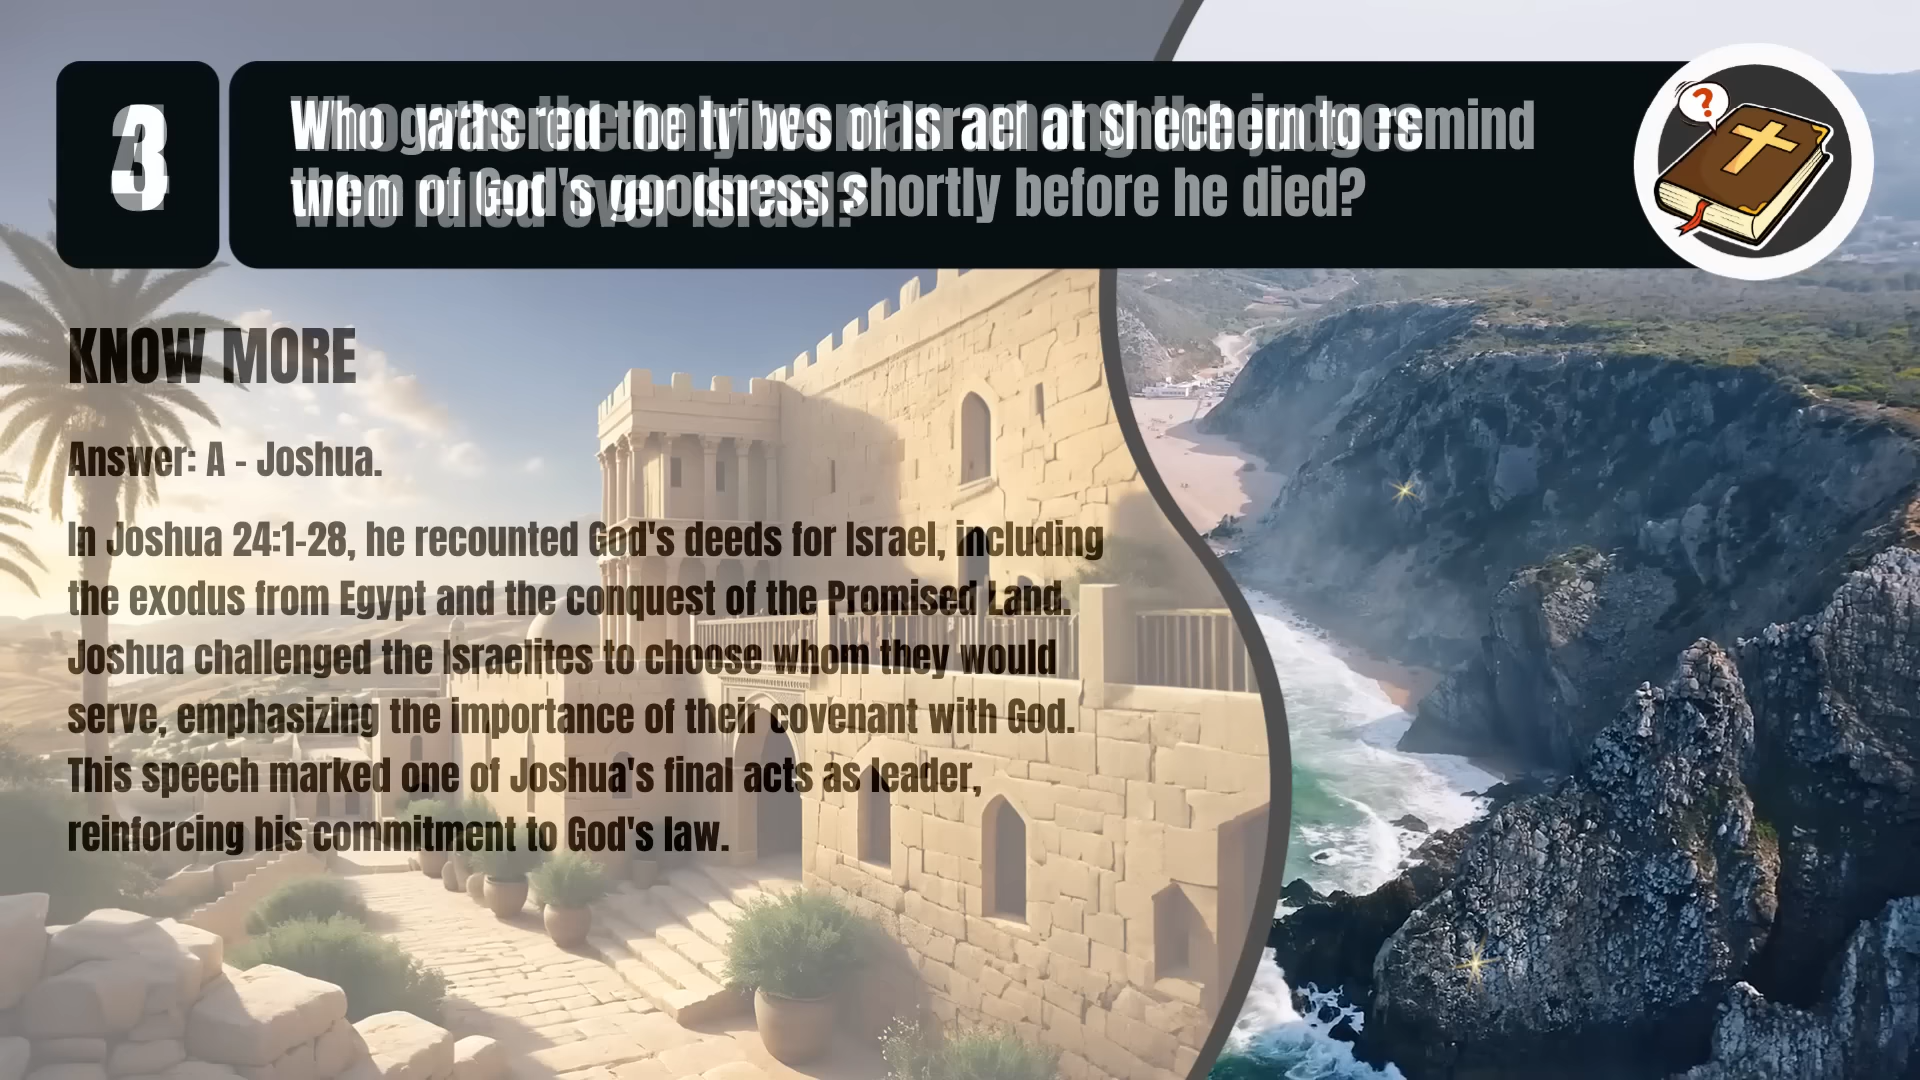 3
Who gathered the tribes of Israel at Shechem to remind
them of God's goodness shortly before he died?
KNOW MORE
Answer: A - Joshua.
In Joshua 24:1-28, he recounted God's deeds for Israel, including
the exodus from Egypt and the conquest of the Promised Land.
Joshua challenged the Israelites to choose whom they would
serve, emphasizing the importance of their covenant with God.
This speech marked one of Joshua's final acts as leader,
reinforcing his commitment to God's law.
?